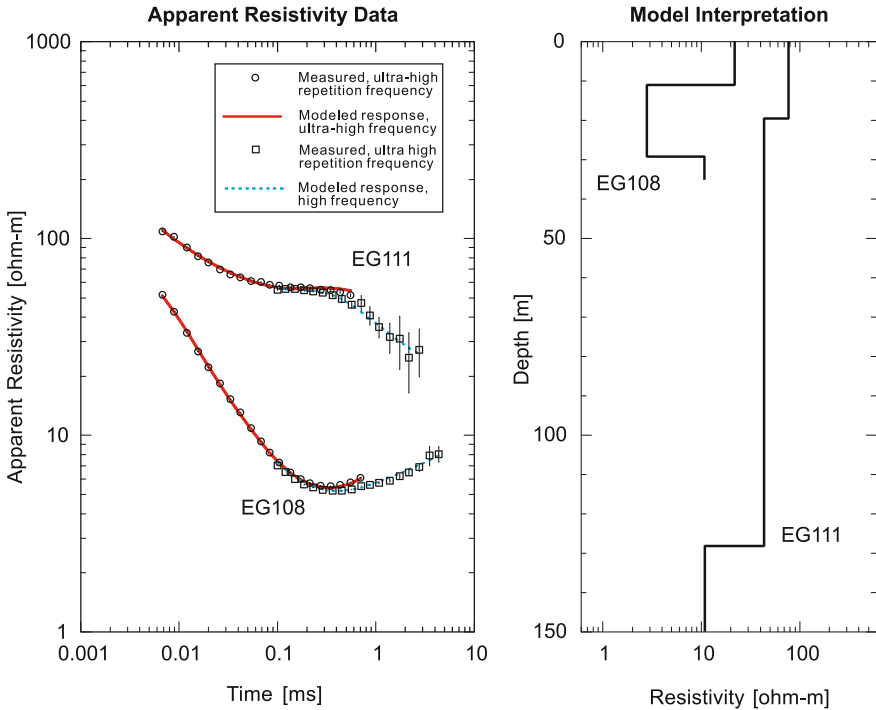 Apparent Resistivity Data
Model Interpretation
1000
100
10
1
Apparent Resistivity [ohm-m]
Measured, ultra-high
repetition frequency
Modeled response,
ultra-high frequency
Measured, ultra high
repetition frequency
Modeled response,
high frequency
EG111
EG108
0.001
0.01
0.1
1
10
Time [ms]
0
50
100
150
Depth [m]
EG108
EG111
1
10
100
Resistivity [ohm-m]